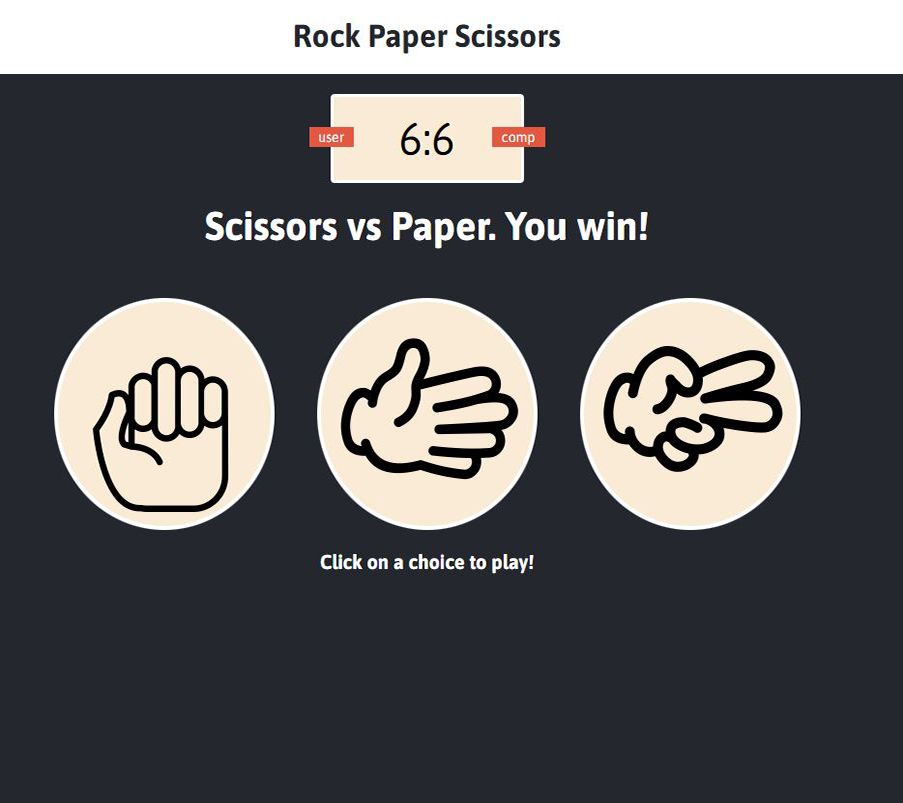 Rock Paper Scissors
user 6:6 comp
Scissors vs Paper. You win!
Click on a choice to play!